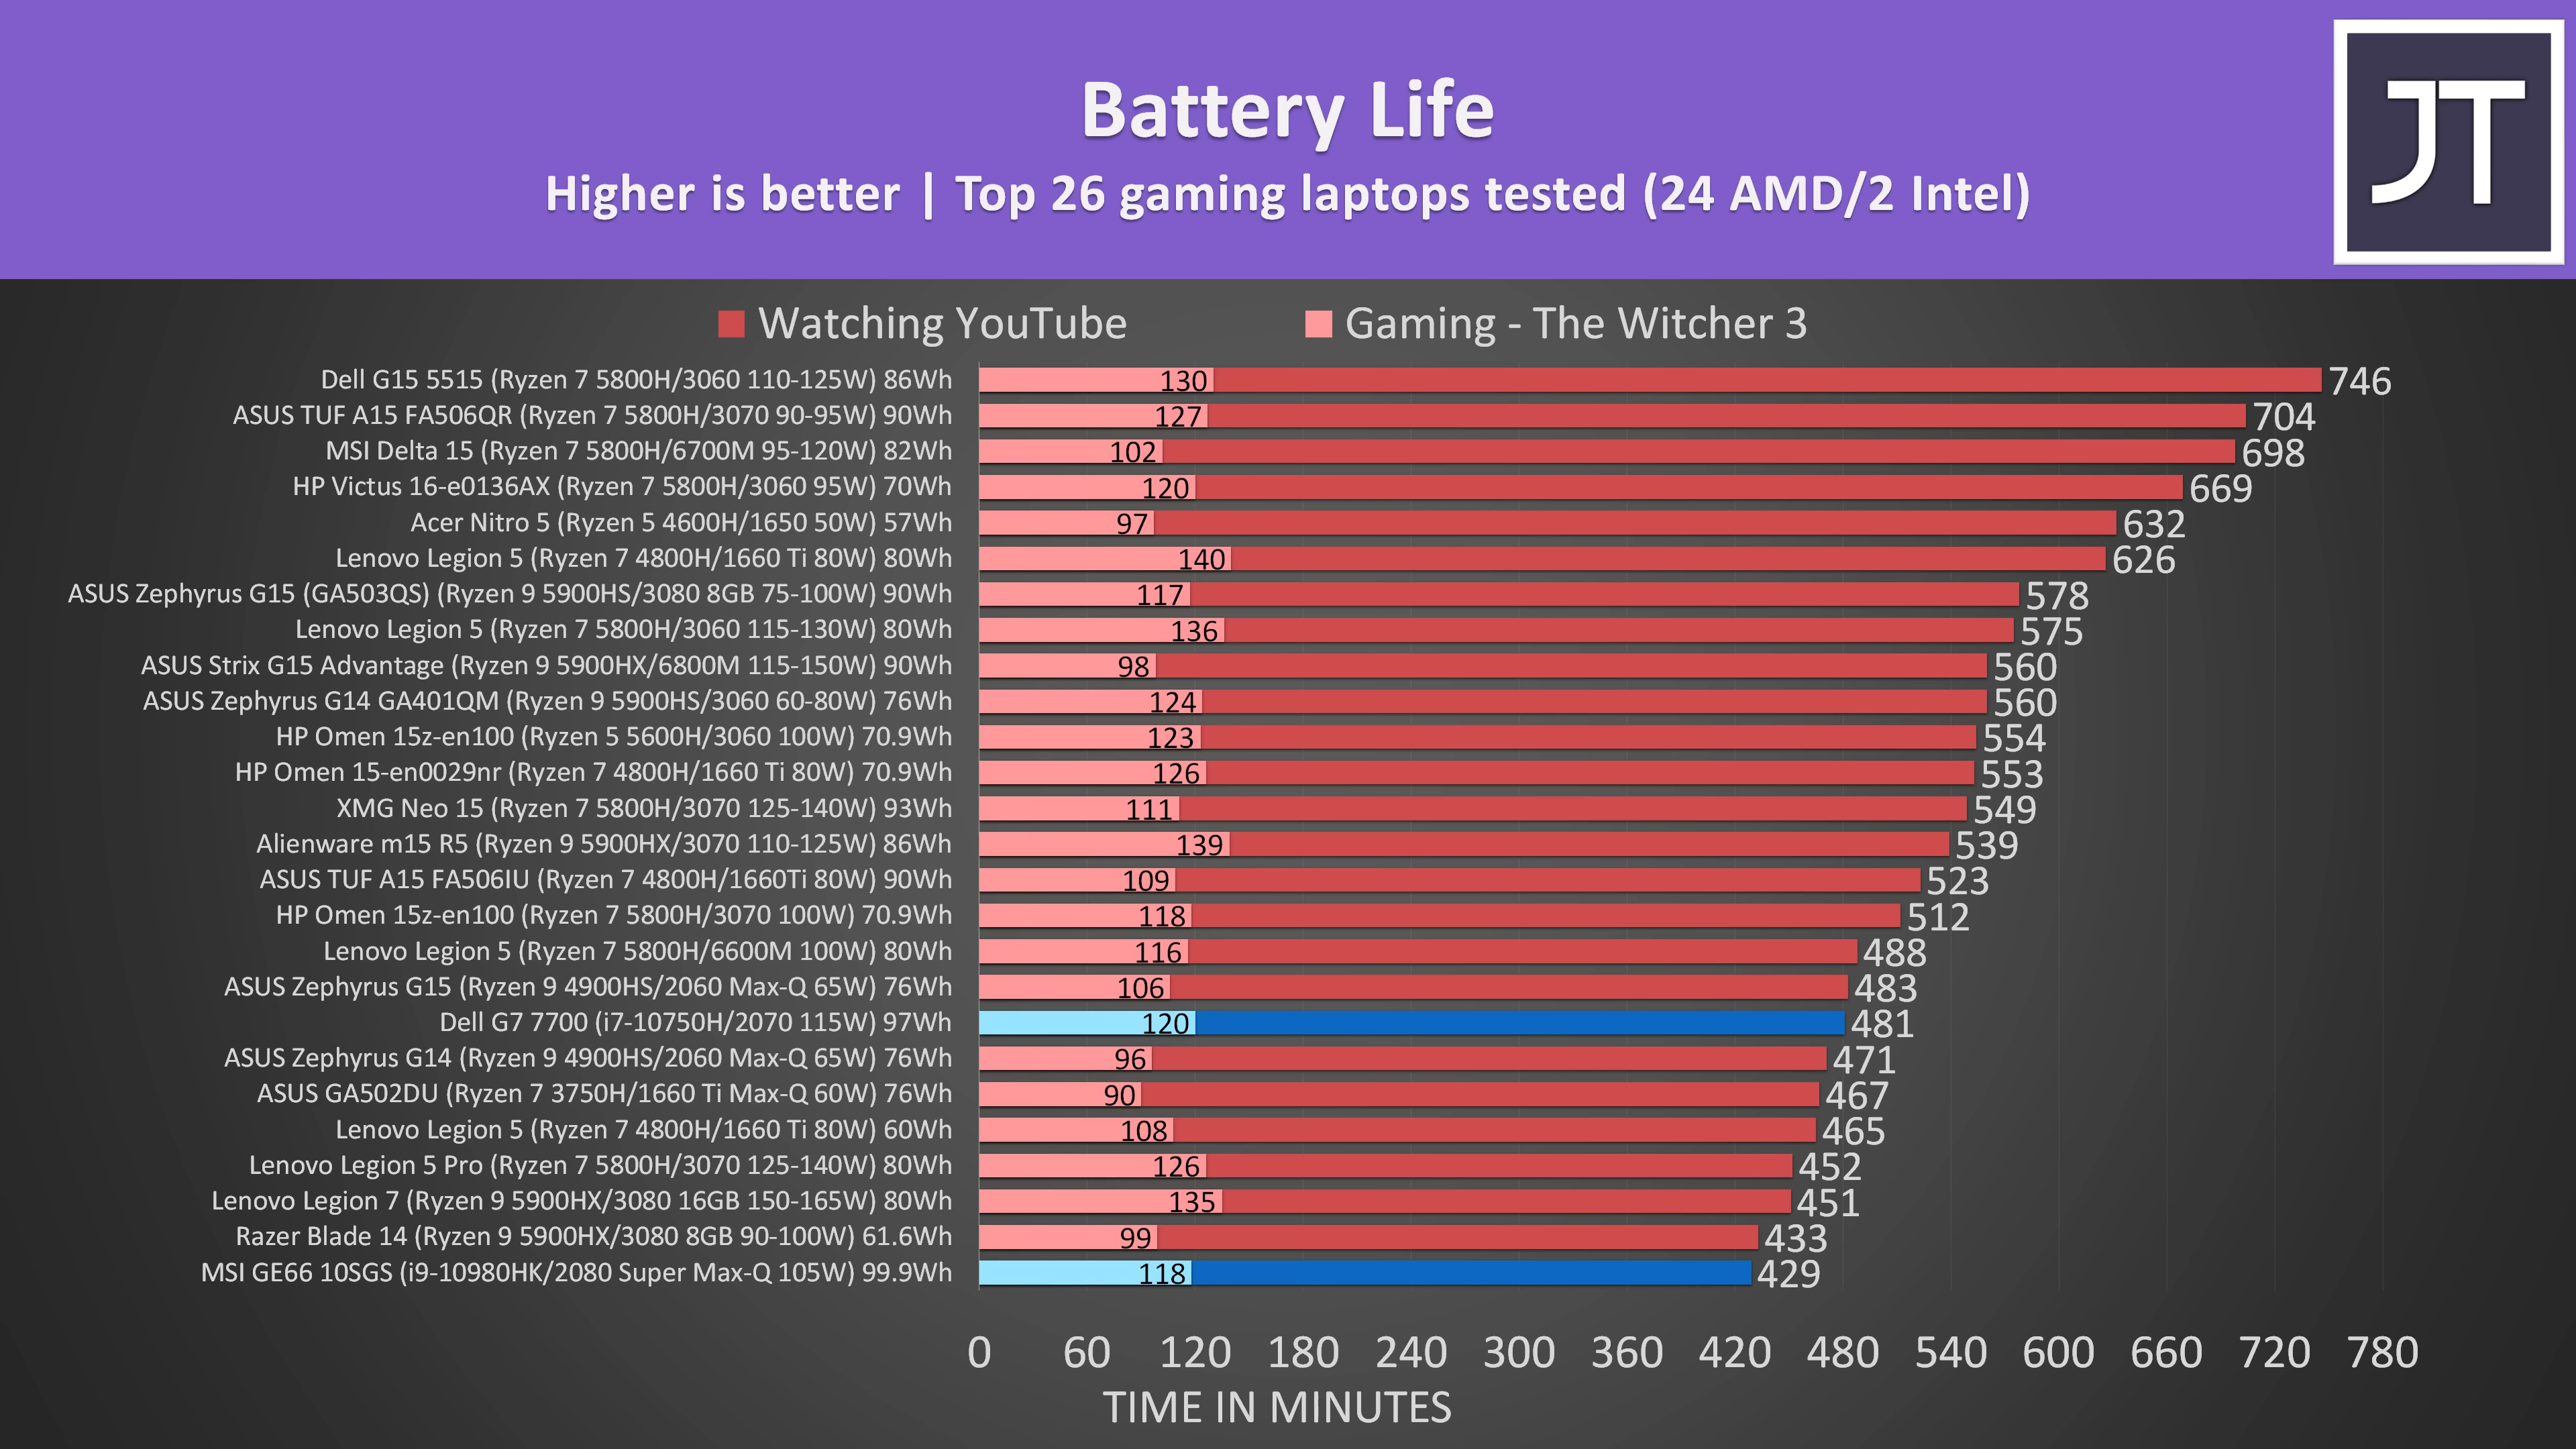 Battery Life
Higher is better | Top 26 gaming laptops tested (24 AMD/2 Intel)
JT
Watching YouTube Gaming - The Witcher 3
Dell G15 5515 (Ryzen 7 5800H/3060 110-125W) 86Wh 130 746
ASUS TUF A15 FA506QR (Ryzen 7 5800H/3070 90-95W) 90Wh 127 704
MSI Delta 15 (Ryzen 7 5800H/6700M 95-120W) 82Wh 102 698
HP Victus 16-e0136AX (Ryzen 7 5800H/3060 95W) 70Wh 120 669
Acer Nitro 5 (Ryzen 5 4600H/1650 50W) 57Wh 97 632
Lenovo Legion 5 (Ryzen 7 4800H/1660 Ti 80W) 80Wh 140 626
ASUS Zephyrus G15 (GA503QS) (Ryzen 9 5900HS/3080 8GB 75-100W) 90Wh 117 578
Lenovo Legion 5 (Ryzen 7 5800H/3060 115-130W) 80Wh 136 575
ASUS Strix G15 Advantage (Ryzen 9 5900HX/6800M 115-150W) 90Wh 98 560
ASUS Zephyrus G14 GA401QM (Ryzen 9 5900HS/3060 60-80W) 76Wh 124 560
HP Omen 15z-en100 (Ryzen 5 5600H/3060 100W) 70.9Wh 123 554
HP Omen 15-en0029nr (Ryzen 7 4800H/1660 Ti 80W) 70.9Wh 126 553
XMG Neo 15 (Ryzen 7 5800H/3070 125-140W) 93Wh 111 549
Alienware m15 R5 (Ryzen 9 5900HX/3070 110-125W) 86Wh 139 539
ASUS TUF A15 FA506IU (Ryzen 7 4800H/1660Ti 80W) 90Wh 109 523
HP Omen 15z-en100 (Ryzen 7 5800H/3070 100W) 70.9Wh 118 512
Lenovo Legion 5 (Ryzen 7 5800H/6600M 100W) 80Wh 116 488
ASUS Zephyrus G15 (Ryzen 9 4900HS/2060 Max-Q 65W) 76Wh 106 483
Dell G7 7700 (i7-10750H/2070 115W) 97Wh 120 481
ASUS Zephyrus G14 (Ryzen 9 4900HS/2060 Max-Q 65W) 76Wh 96 471
ASUS GA502DU (Ryzen 7 3750H/1660 Ti Max-Q 60W) 76Wh 90 467
Lenovo Legion 5 (Ryzen 7 4800H/1660 Ti 80W) 60Wh 108 465
Lenovo Legion 5 Pro (Ryzen 7 5800H/3070 125-140W) 80Wh 126 452
Lenovo Legion 7 (Ryzen 9 5900HX/3080 16GB 150-165W) 80Wh 135 451
Razer Blade 14 (Ryzen 9 5900HX/3080 8GB 90-100W) 61.6Wh 99 433
MSI GE66 10SGS (i9-10980HK/2080 Super Max-Q 105W) 99.9Wh 118 429
0 60 120 180 240 300 360 420 480 540 600 660 720 780
TIME IN MINUTES